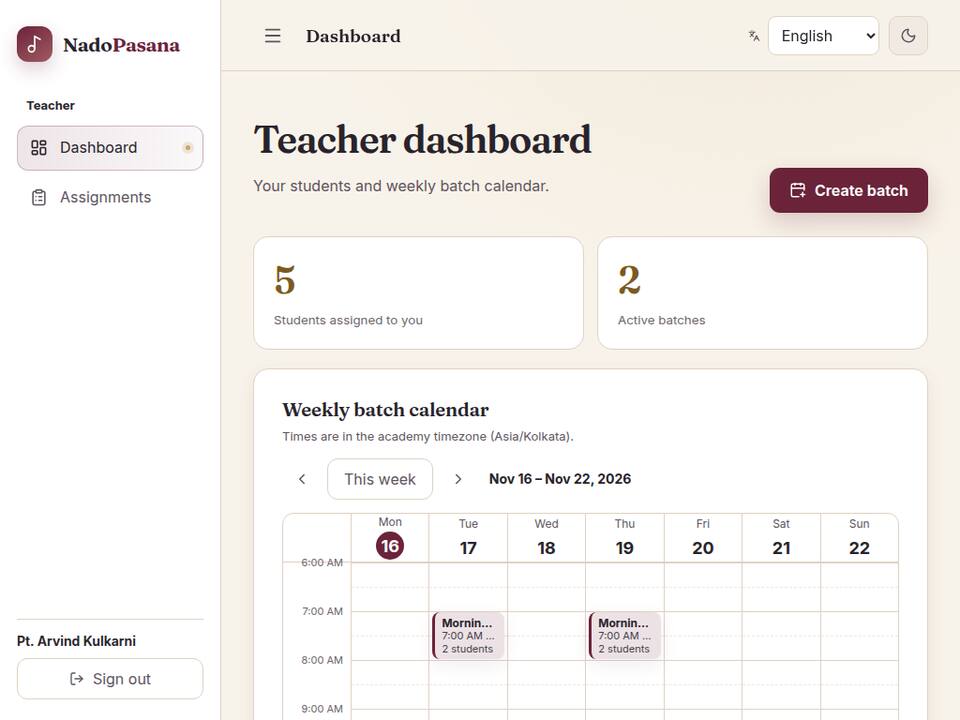 NadoPasana
Teacher
Dashboard
Assignments
Pt. Arvind Kulkarni
Sign out
Dashboard
English
Teacher dashboard
Your students and weekly batch calendar.
Create batch
5
Students assigned to you
2
Active batches
Weekly batch calendar
Times are in the academy timezone (Asia/Kolkata).
This week
Nov 16 – Nov 22, 2026
Mon Tue Wed Thu Fri Sat Sun
16 17 18 19 20 21 22
6:00 AM
7:00 AM
Mornin... Mornin...
7:00 AM ... 7:00 AM ...
2 students 2 students
8:00 AM
9:00 AM